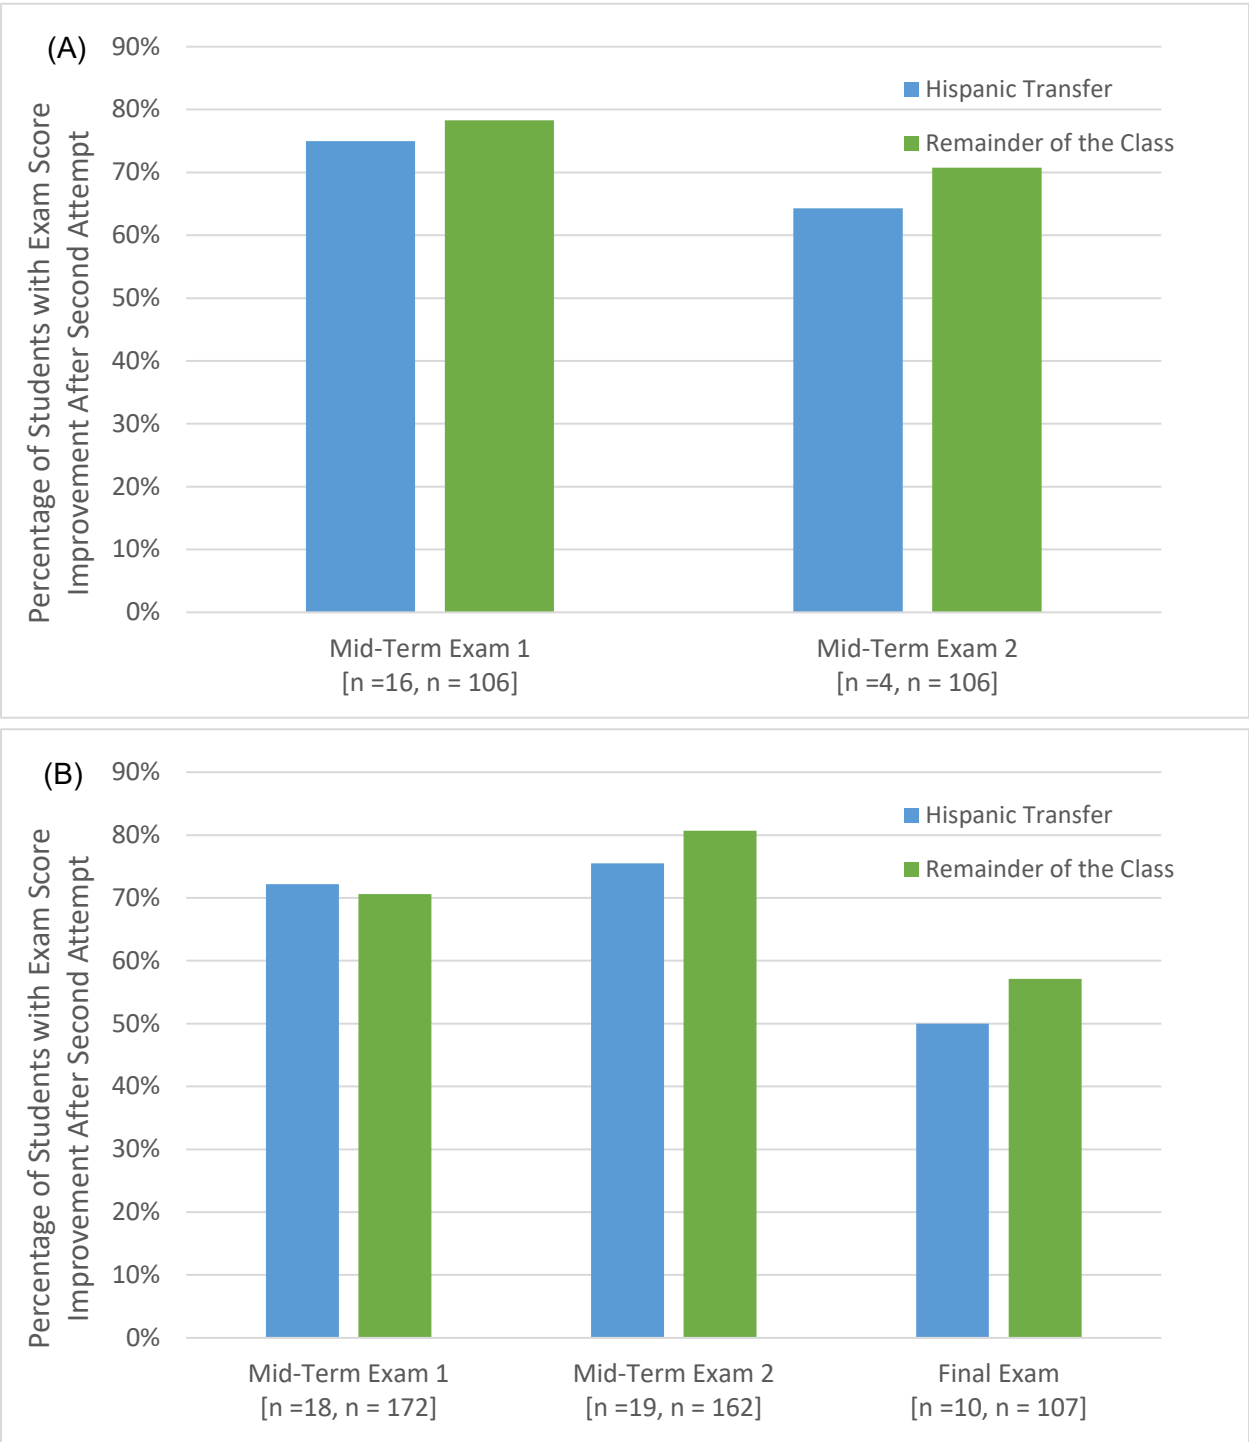 (A)
Percentage of Students with Exam Score
Improvement After Second Attempt
90%
80%
70%
60%
50%
40%
30%
20%
10%
0%
Hispanic Transfer
Remainder of the Class
Mid-Term Exam 1
[n =16, n = 106]
Mid-Term Exam 2
[n =4, n = 106]
(B)
Percentage of Students with Exam Score
Improvement After Second Attempt
90%
80%
70%
60%
50%
40%
30%
20%
10%
0%
Hispanic Transfer
Remainder of the Class
Mid-Term Exam 1
[n =18, n = 172]
Mid-Term Exam 2
[n =19, n = 162]
Final Exam
[n =10, n = 107]